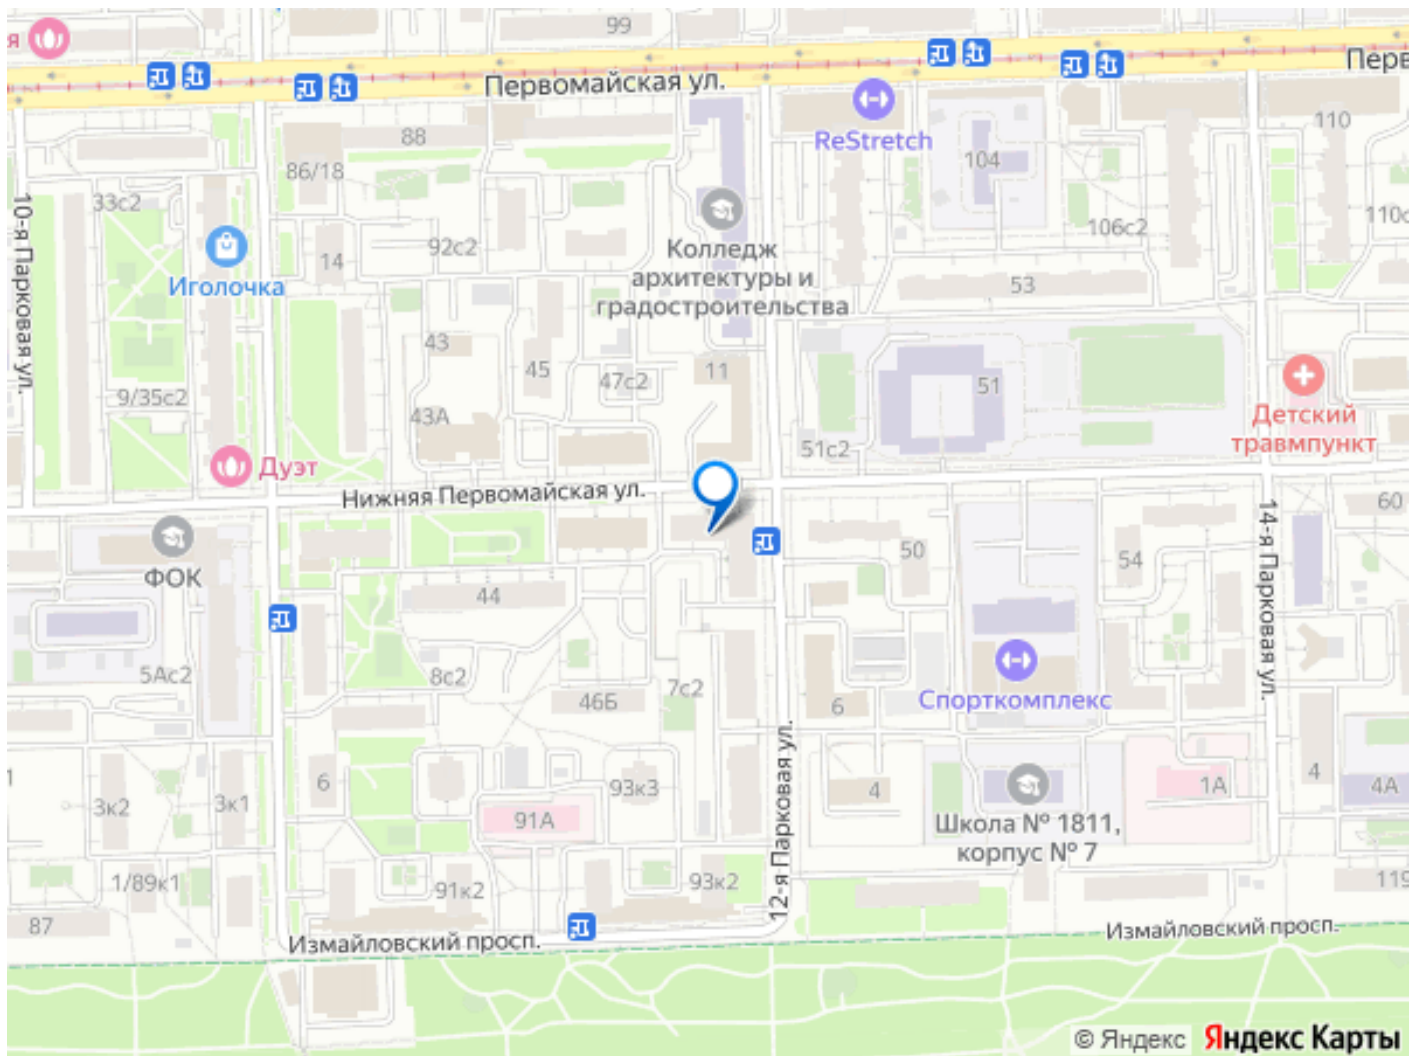 99
я
Первомайская ул.
Перв
88
86/18
ReStretch
104
110
33с2
10-я Парковая ул.
14
92с2
Иголочка
Колледж
архитектуры и
градостроительства
106с2
110с
53
43
45
47с2
11
51
9/35с2
43А
51с2
Детский
травмпункт
Дуэт
Нижняя Первомайская ул.
60
14-я Парковая ул.
ФОК
50
54
44
5Ас2
8с2
46Б
7с2
6
Спорткомплекс
12-я Парковая ул.
3к2
3к1
6
93к3
4
1А
4
4А
91А
Школа № 1811,
корпус № 7
1/89к1
91к2
93к2
119
87
Измайловский просп.
Измайловский просп.
© Яндекс Яндекс Карты